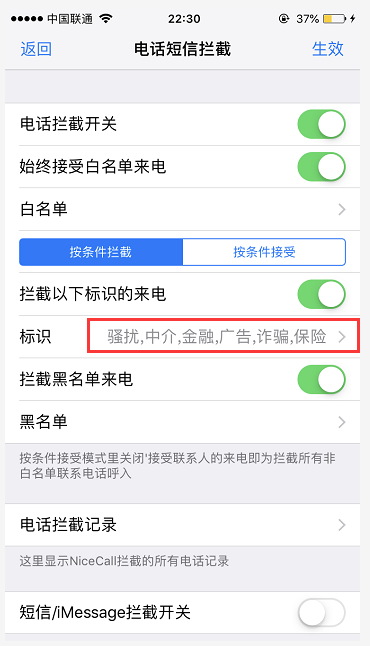 中国联通 22:30 37%
返回 电话短信拦截 生效
电话拦截开关
始终接受白名单来电
白名单
按条件拦截 按条件接受
拦截以下标识的来电
标识 骚扰,中介,金融,广告,诈骗,保险
拦截黑名单来电
黑名单
按条件接受模式里关闭'接受联系人的来电即为拦截所有非
白名单联系电话呼入
电话拦截记录
这里显示NiceCall拦截的所有电话记录
短信/iMessage拦截开关